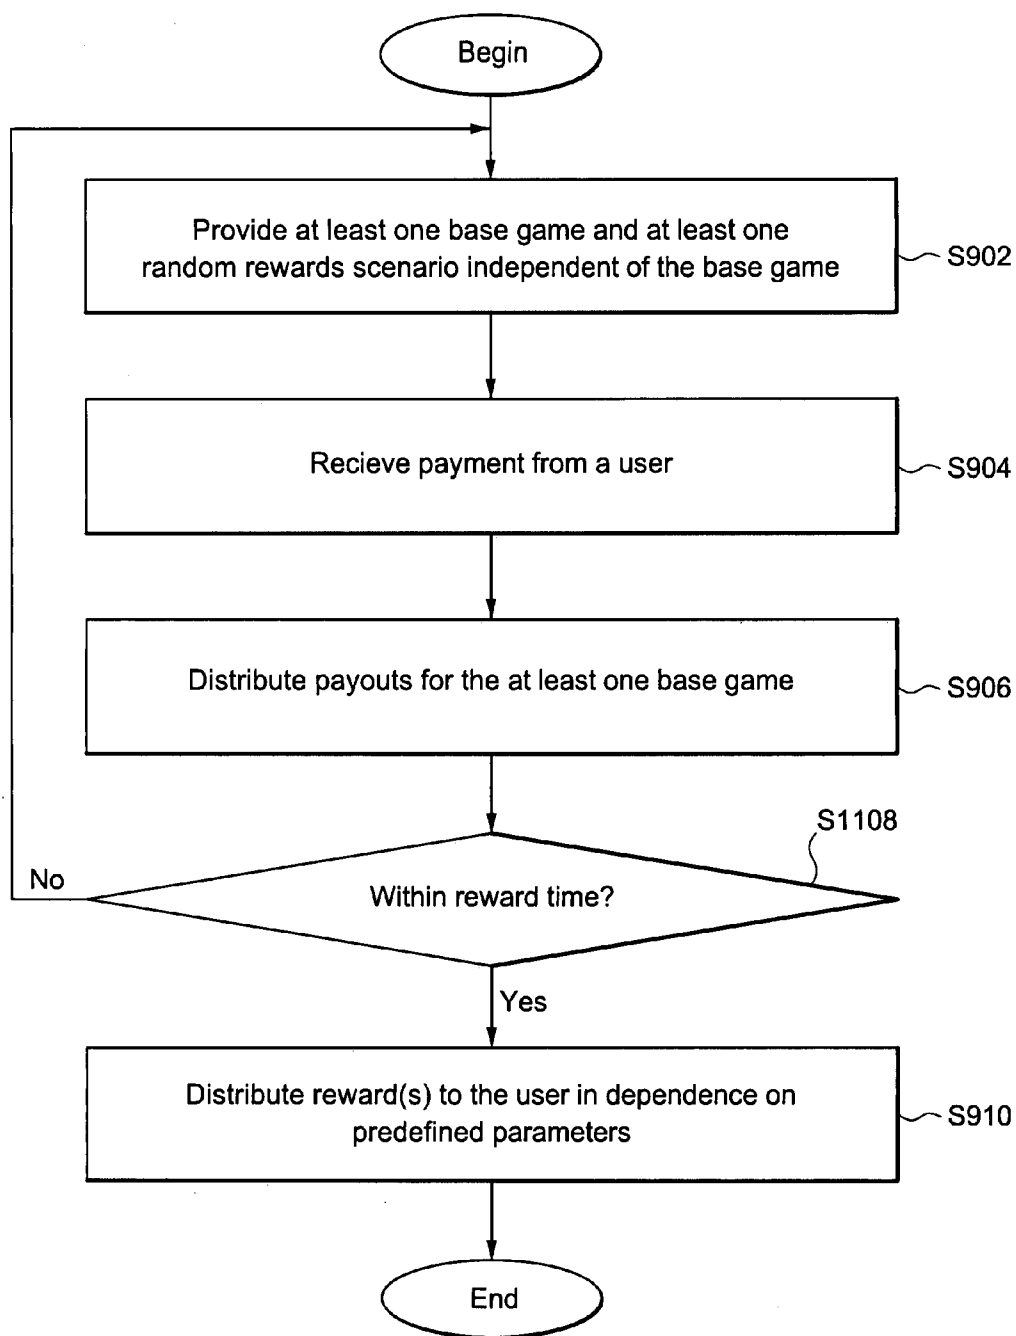 Begin
Provide at least one base game and at least one
random rewards scenario independent of the base game
S902
Recieve payment from a user
S904
Distribute payouts for the at least one base game
S906
S1108
Within reward time?
No
Yes
Distribute reward(s) to the user in dependence on
predefined parameters
S910
End